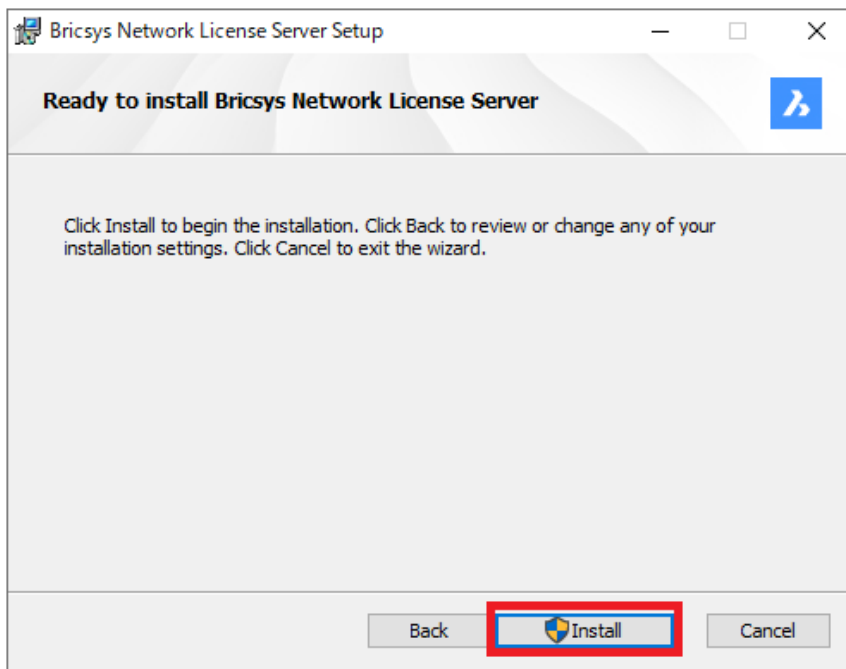 Bricsys Network License Server Setup
Ready to install Bricsys Network License Server
Click Install to begin the installation. Click Back to review or change any of your
installation settings. Click Cancel to exit the wizard.
Back
Install
Cancel